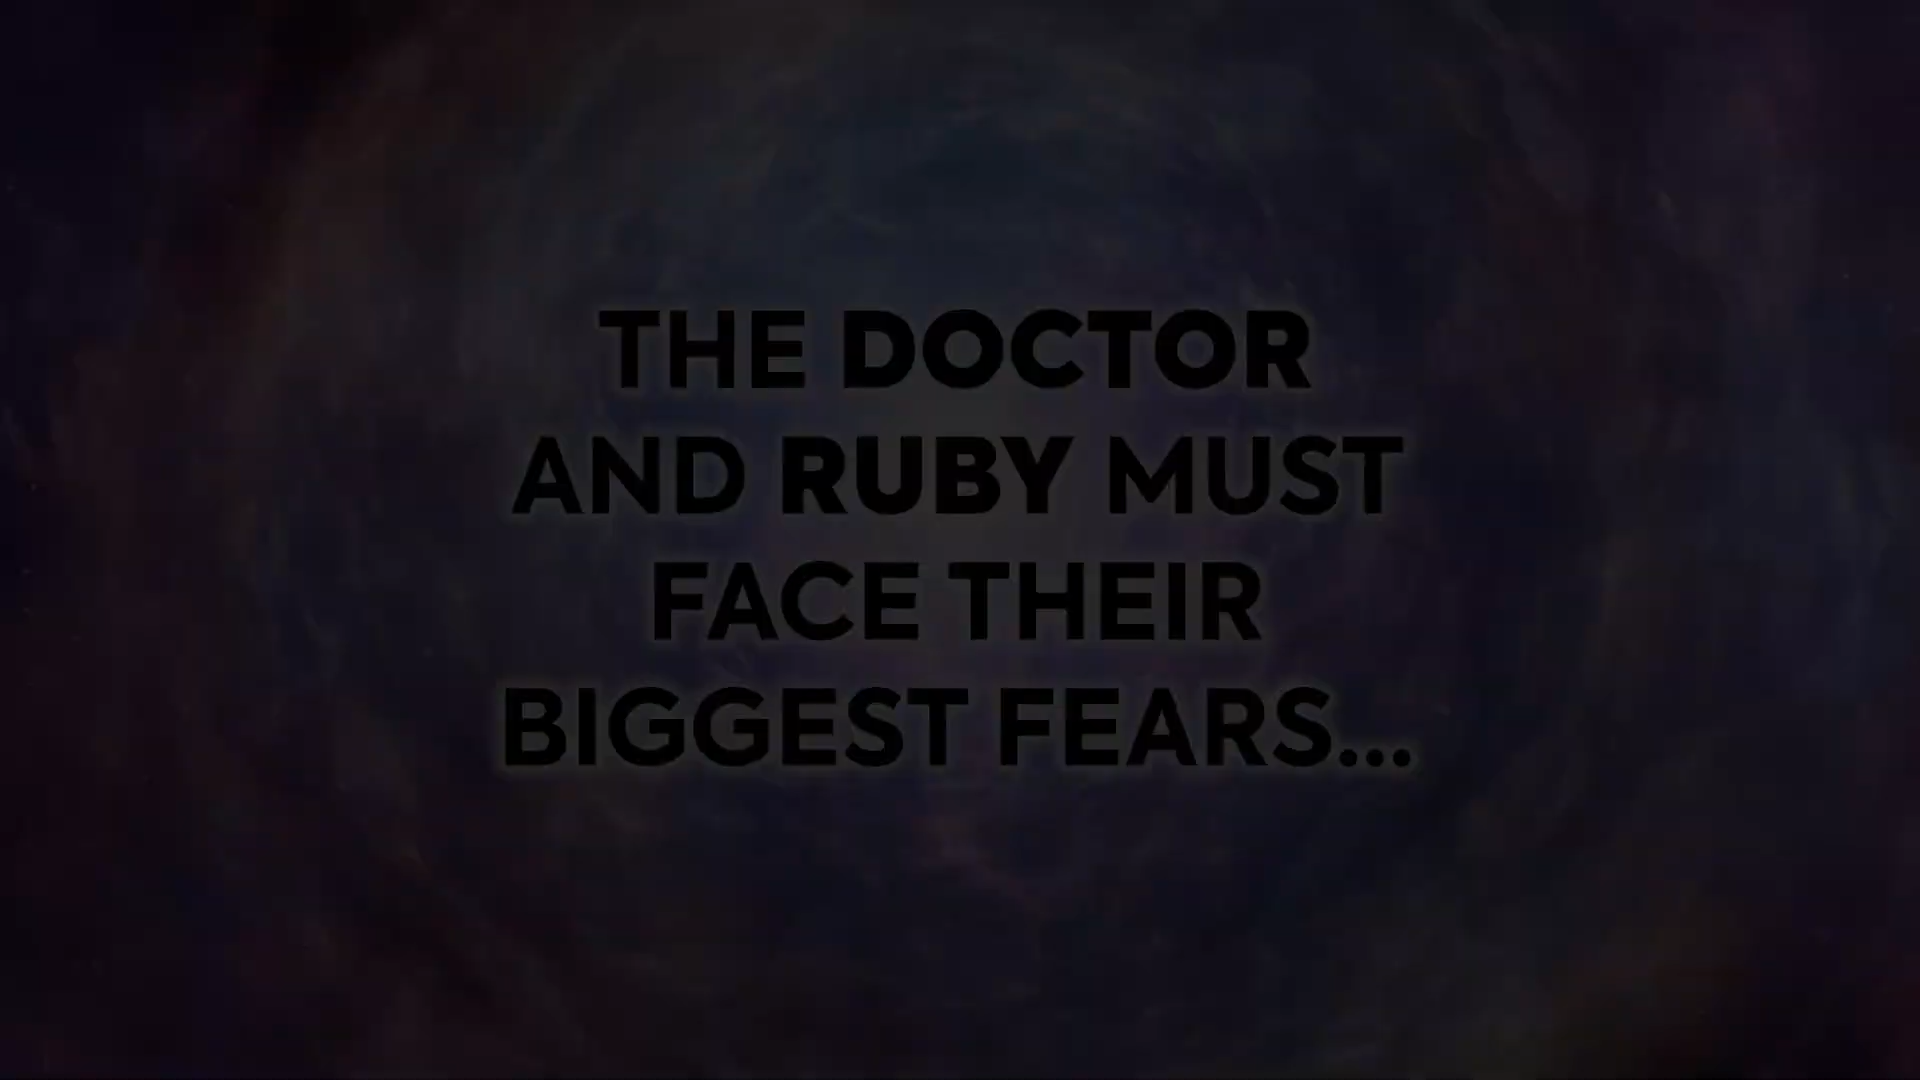 THE DOCTOR
AND RUBY MUST
FACE THEIR
BIGGEST FEARS...